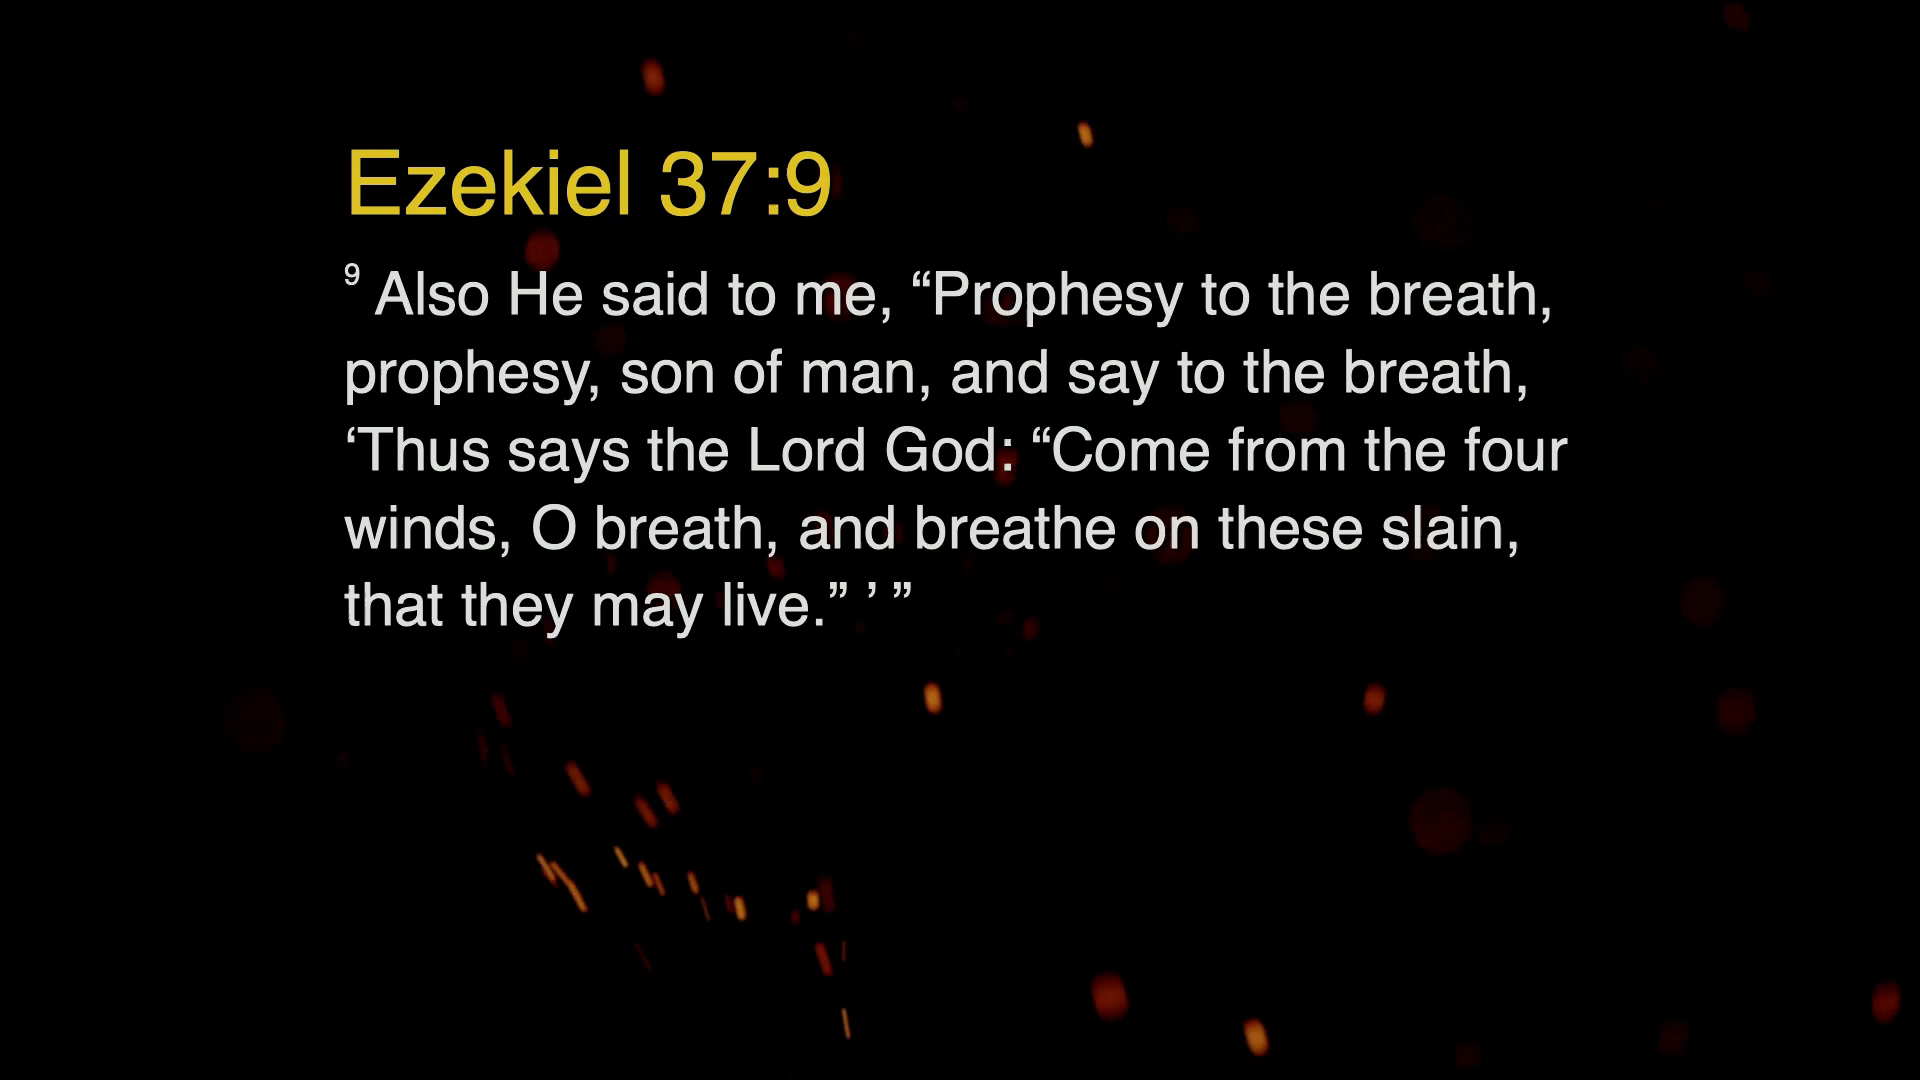 Ezekiel 37:9
⁹ Also He said to me, “Prophesy to the breath,
prophesy, son of man, and say to the breath,
‘Thus says the Lord God: “Come from the four
winds, O breath, and breathe on these slain,
that they may live.” ’ ”